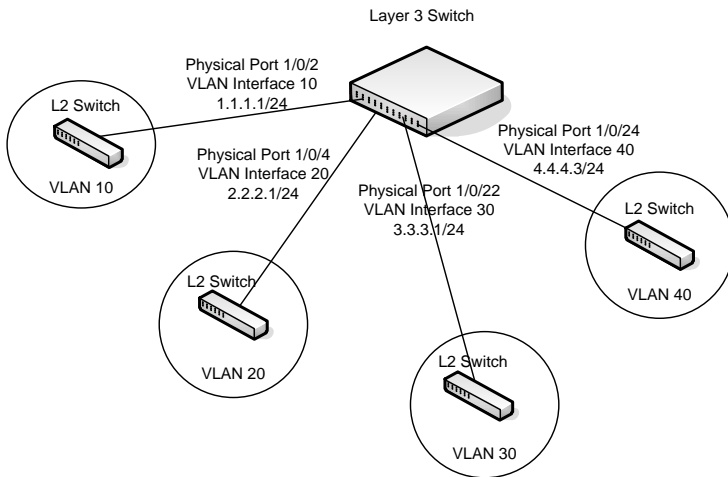 Layer 3 Switch
Physical Port 1/0/2
VLAN Interface 10
1.1.1.1/24
L2 Switch
VLAN 10
Physical Port 1/0/4
VLAN Interface 20
2.2.2.1/24
Physical Port 1/0/24
VLAN Interface 40
4.4.4.3/24
Physical Port 1/0/22
VLAN Interface 30
3.3.3.1/24
L2 Switch
VLAN 40
L2 Switch
VLAN 20
L2 Switch
VLAN 30